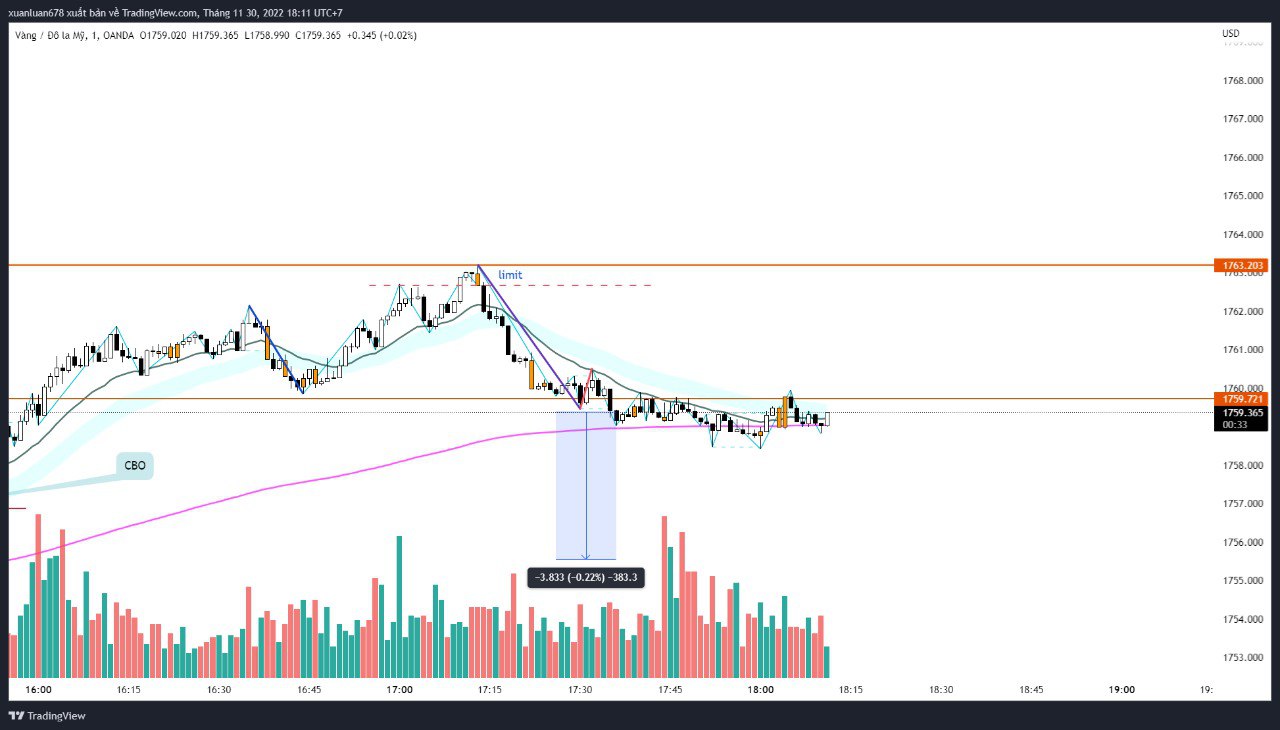 xuanluan678 xuất bản về TradingView.com, Tháng 11 30, 2022 18:11 UTC+7
Vàng / Đô la Mỹ, 1, OANDA O1759.020 H1759.365 L1758.990 C1759.365 +0.345 (+0.02%)
USD
1769.000
1768.000
1767.000
1766.000
1765.000
1764.000
1763.203
1763.000
limit
1762.000
1761.000
1760.000
1759.721
1759.365
00:33
CBO
1758.000
1757.000
1756.000
1755.000
−3.833 (−0.22%) −383.3
1754.000
1753.000
16:00 16:15 16:30 16:45 17:00 17:15 17:30 17:45 18:00 18:15 18:30 18:45 19:00 19:
TradingView